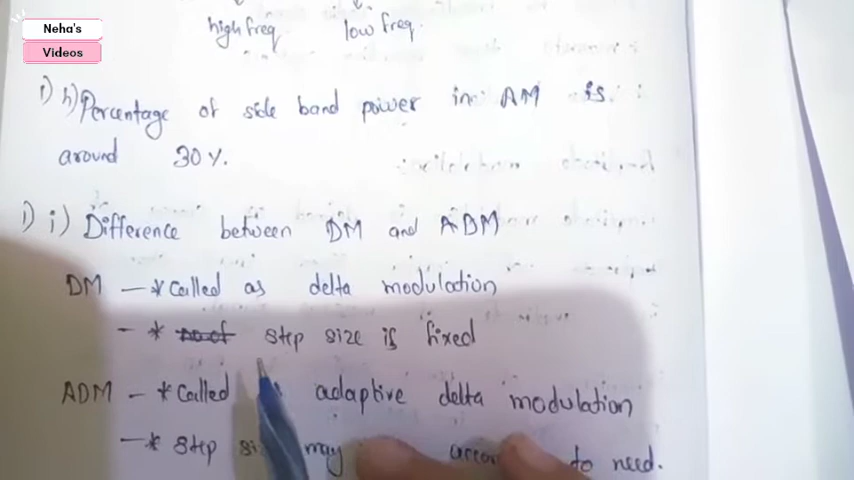 Neha's
Videos
high freq low freq.
i) h) Percentage of side band power in AM is
around 30%.
i) i) Difference between DM and ADM
DM - * Called as delta modulation
- * no of step size is fixed
ADM - * Called adaptive delta modulation
- * step may to need.